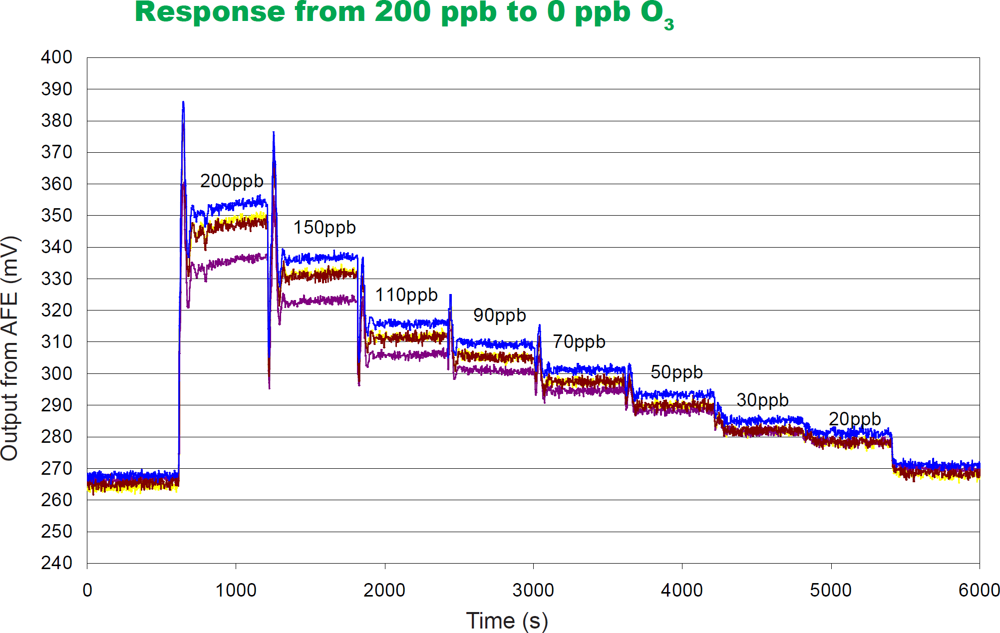 Response from 200 ppb to 0 ppb O₃
400
390
380
370
360
350
340
330
320
310
300
290
280
270
260
250
240
Output from AFE (mV)
200ppb
150ppb
110ppb
90ppb
70ppb
50ppb
30ppb
20ppb
0 1000 2000 3000 4000 5000 6000
Time (s)